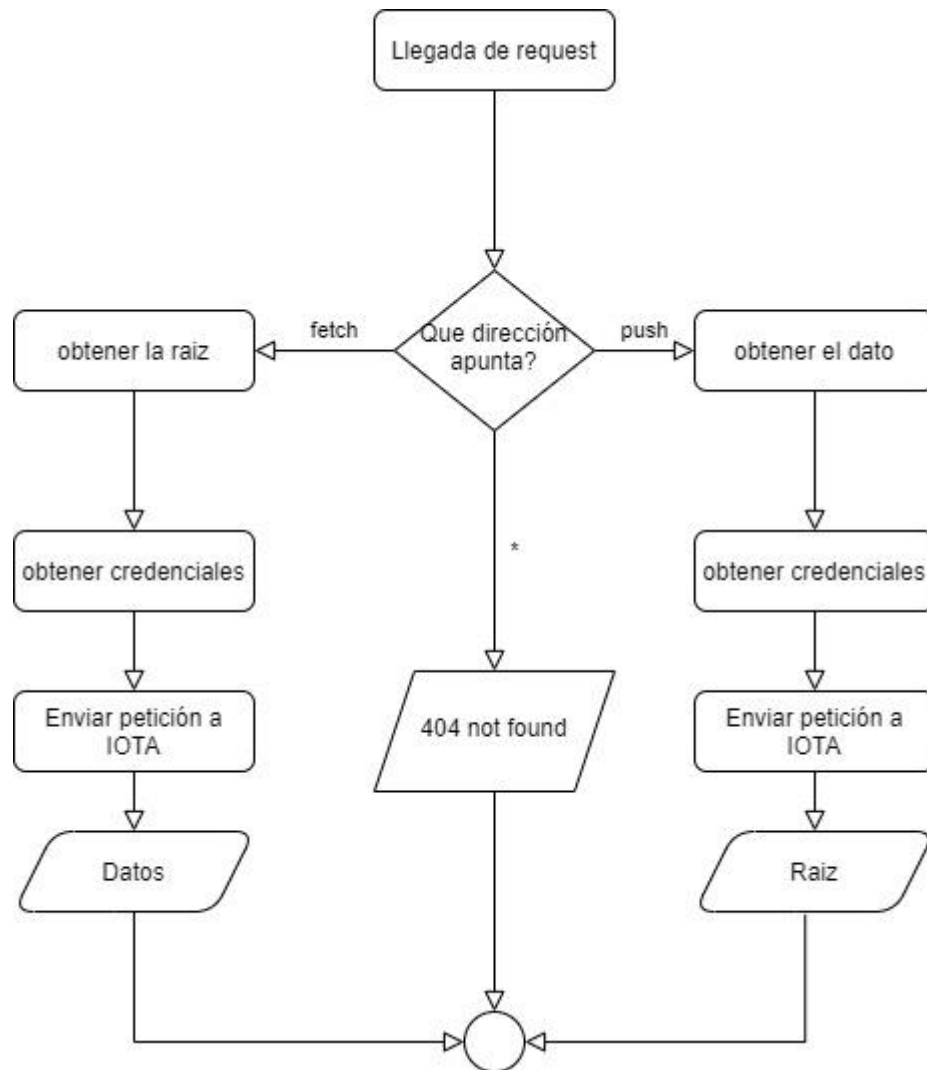 Llegada de request
Que dirección
apunta?
fetch
push
obtener la raiz
obtener el dato
obtener credenciales
*
obtener credenciales
Enviar petición a
IOTA
404 not found
Enviar petición a
IOTA
Datos
Raiz